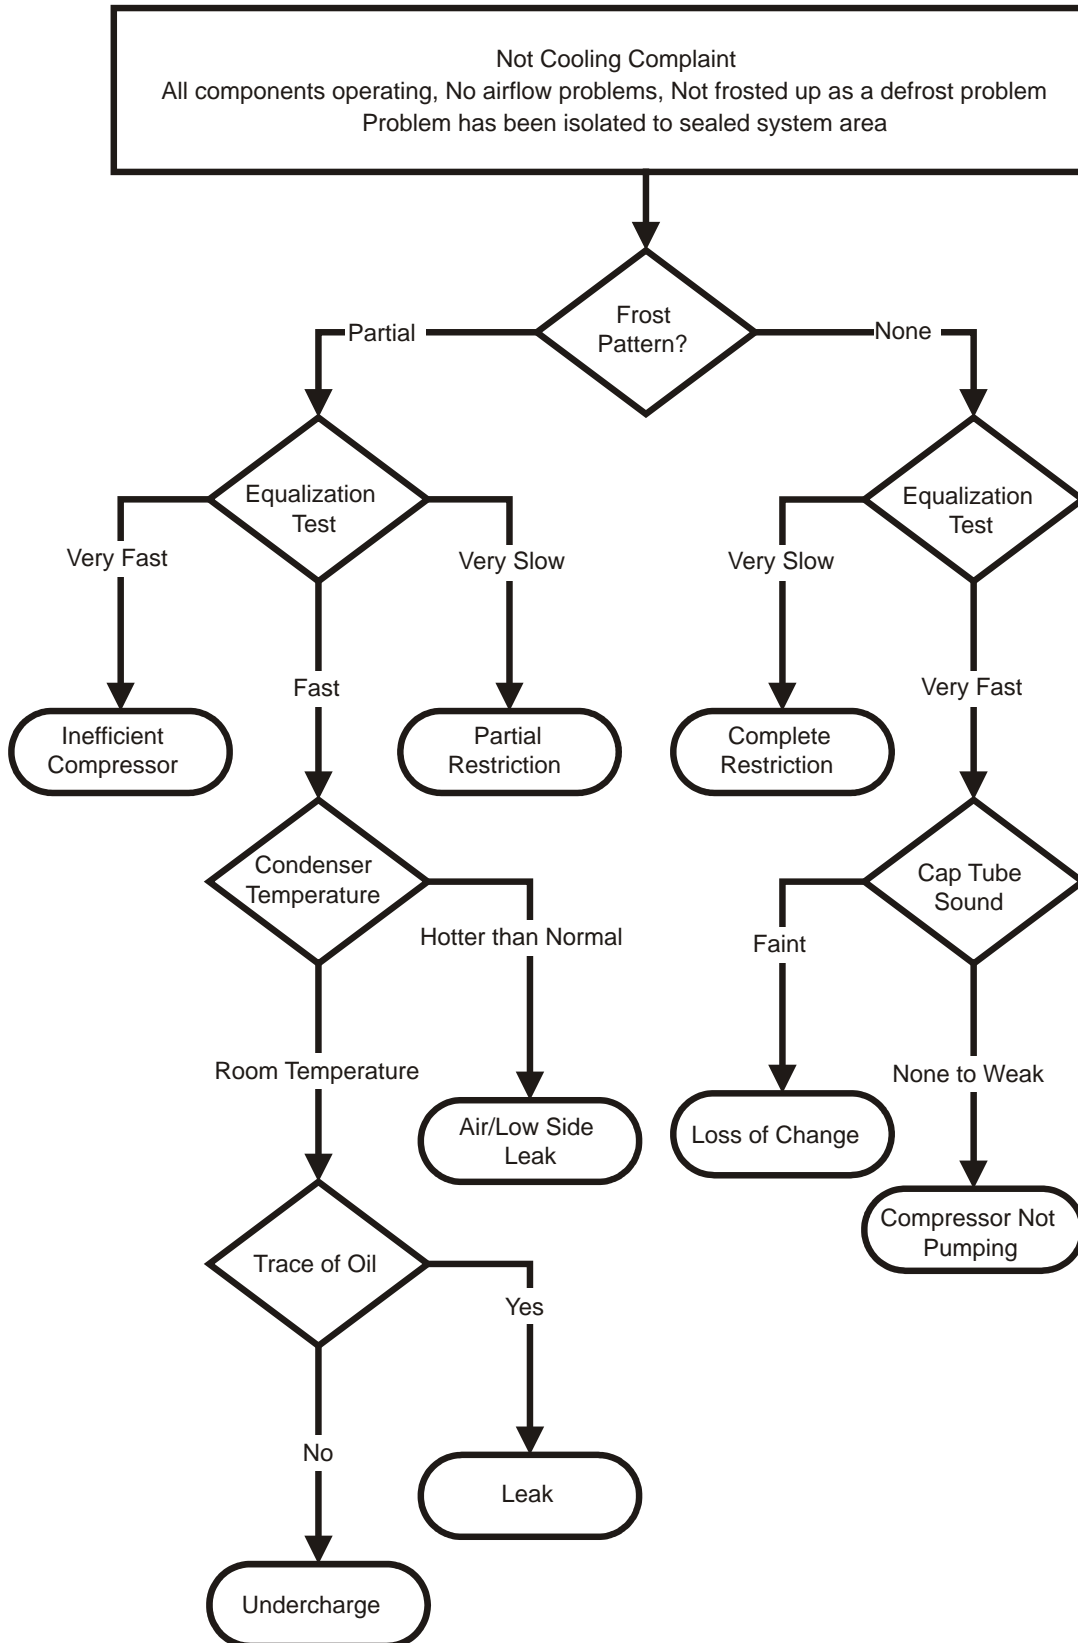 Not Cooling Complaint
All components operating, No airflow problems, Not frosted up as a defrost problem
Problem has been isolated to sealed system area
Frost
Pattern?
Partial
None
Equalization
Test
Equalization
Test
Very Fast
Very Slow
Very Slow
Fast
Very Fast
Inefficient
Compressor
Partial
Restriction
Complete
Restriction
Condenser
Temperature
Cap Tube
Sound
Hotter than Normal
Faint
Room Temperature
None to Weak
Air/Low Side
Leak
Loss of Change
Compressor Not
Pumping
Trace of Oil
Yes
No
Leak
Undercharge